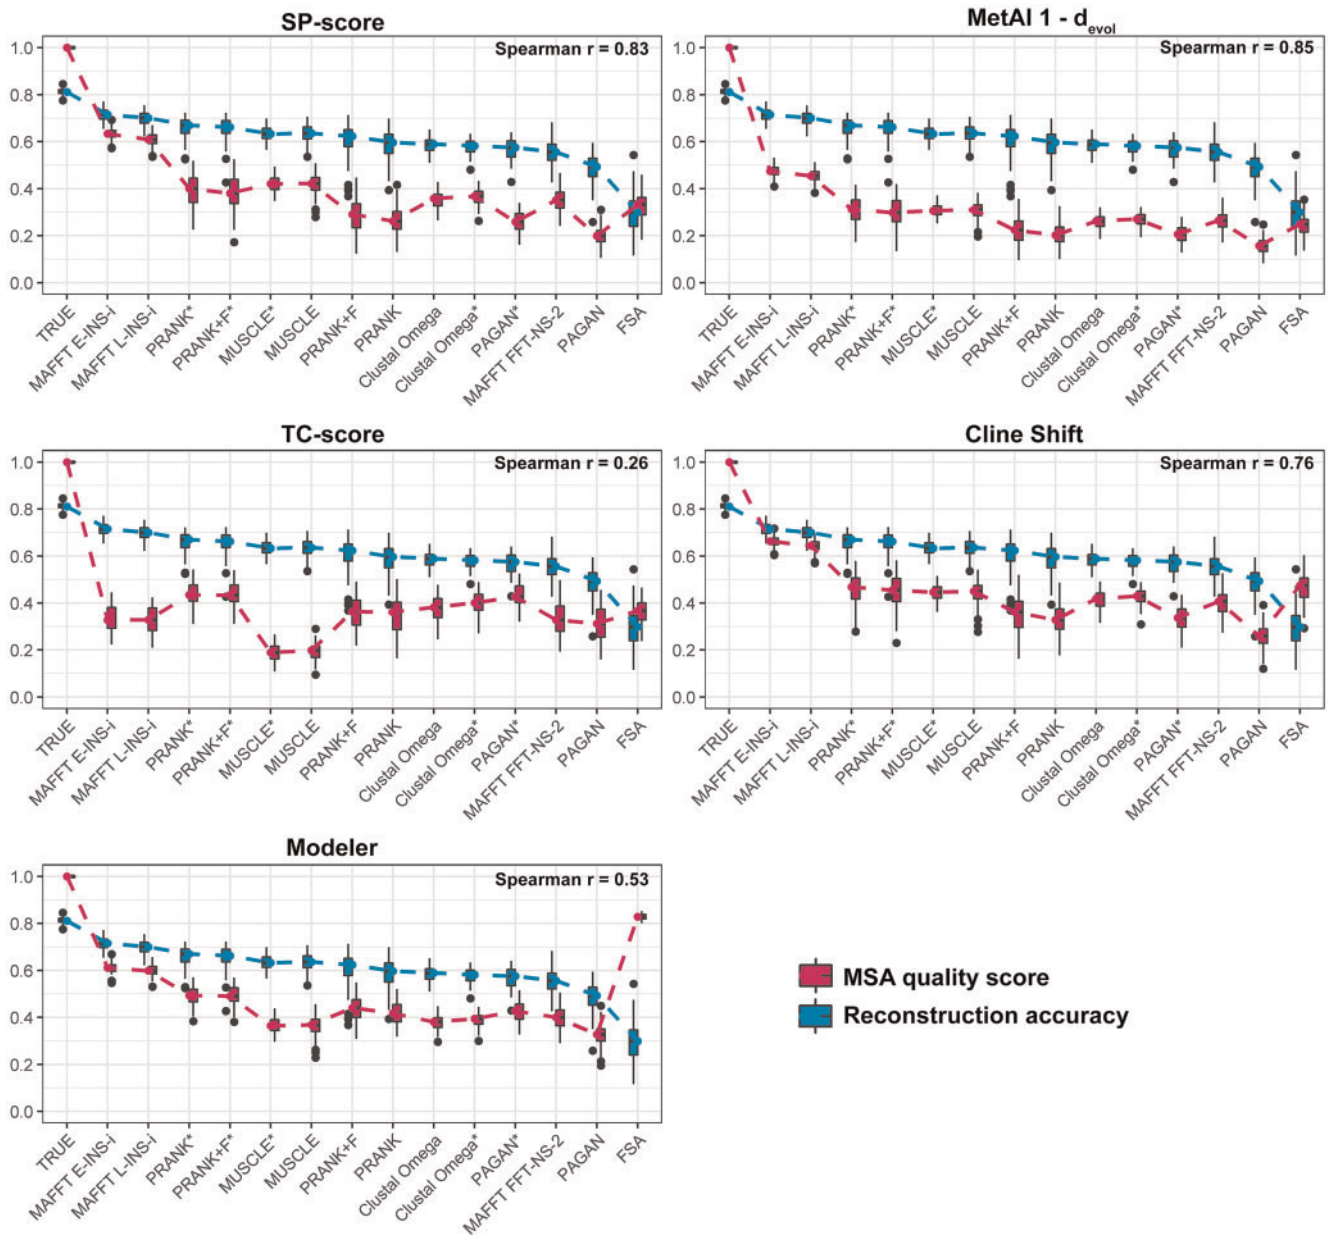 SP-score
Spearman r = 0.83
1.0
0.8
0.6
0.4
0.2
0.0
TRUE
MAFFT E-INS-i
MAFFT L-INS-i
PRANK*
PRANK+F*
MUSCLE*
MUSCLE
PRANK+F
PRANK
Clustal Omega
Clustal Omega*
PAGAN*
MAFFT FFT-NS-2
PAGAN
FSA
MetAl 1 - d_evol
Spearman r = 0.85
TRUE
MAFFT E-INS-i
MAFFT L-INS-i
PRANK*
PRANK+F*
MUSCLE*
MUSCLE
PRANK+F
PRANK
Clustal Omega
Clustal Omega*
PAGAN*
MAFFT FFT-NS-2
PAGAN
FSA
1.0
0.8
0.6
0.4
0.2
0.0
TC-score
Spearman r = 0.26
1.0
0.8
0.6
0.4
0.2
0.0
TRUE
MAFFT E-INS-i
MAFFT L-INS-i
PRANK*
PRANK+F*
MUSCLE*
MUSCLE
PRANK+F
PRANK
Clustal Omega
Clustal Omega*
PAGAN*
MAFFT FFT-NS-2
PAGAN
FSA
Cline Shift
Spearman r = 0.76
1.0
0.8
0.6
0.4
0.2
0.0
TRUE
MAFFT E-INS-i
MAFFT L-INS-i
PRANK*
PRANK+F*
MUSCLE*
MUSCLE
PRANK+F
PRANK
Clustal Omega
Clustal Omega*
PAGAN*
MAFFT FFT-NS-2
PAGAN
FSA
Modeler
Spearman r = 0.53
1.0
0.8
0.6
0.4
0.2
0.0
TRUE
MAFFT E-INS-i
MAFFT L-INS-i
PRANK*
PRANK+F*
MUSCLE*
MUSCLE
PRANK+F
PRANK
Clustal Omega
Clustal Omega*
PAGAN*
MAFFT FFT-NS-2
PAGAN
FSA
MSA quality score
Reconstruction accuracy